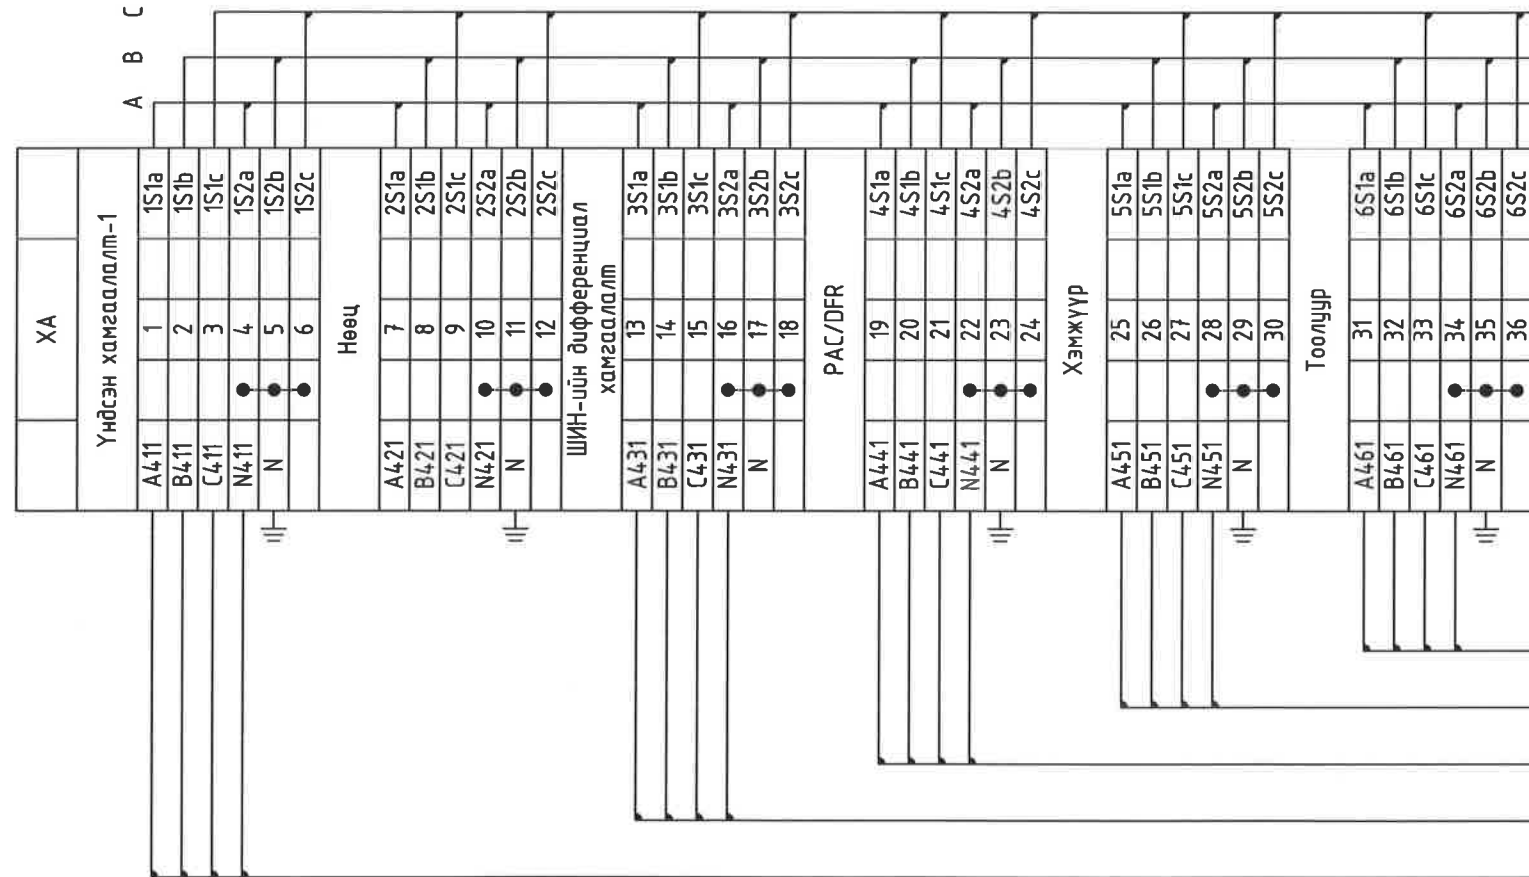 C
B
A
XA
Үндсэн хамгаалалт-1
A411 1 1S1a
B411 2 1S1b
C411 3 1S1c
N411 4 1S2a
N 5 1S2b
6 1S2c
Нөөц
A421 7 2S1a
B421 8 2S1b
C421 9 2S1c
N421 10 2S2a
N 11 2S2b
12 2S2c
ШИН-ийн дифференциал
хамгаалалт
A431 13 3S1a
B431 14 3S1b
C431 15 3S1c
N431 16 3S2a
N 17 3S2b
18 3S2c
PAC/DFR
A441 19 4S1a
B441 20 4S1b
C441 21 4S1c
N441 22 4S2a
N 23 4S2b
24 4S2c
Хэмжүүр
A451 25 5S1a
B451 26 5S1b
C451 27 5S1c
N451 28 5S2a
N 29 5S2b
30 5S2c
Тоолуур
A461 31 6S1a
B461 32 6S1b
C461 33 6S1c
N461 34 6S2a
N 35 6S2b
36 6S2c